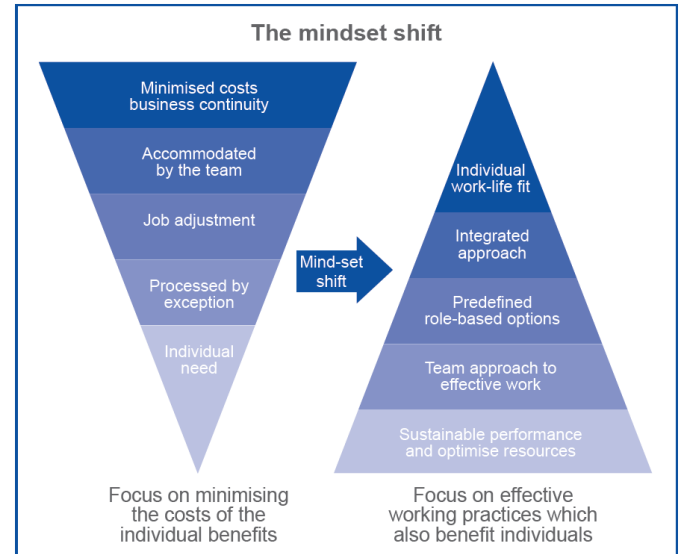 The mindset shift
Minimised costs
business continuity
Accommodated
by the team
Job adjustment
Processed by
exception
Individual
need
Mind-set
shift
Individual
work-life fit
Integrated
approach
Predefined
role-based options
Team approach to
effective work
Sustainable performance
and optimise resources
Focus on minimising
the costs of the
individual benefits
Focus on effective
working practices which
also benefit individuals